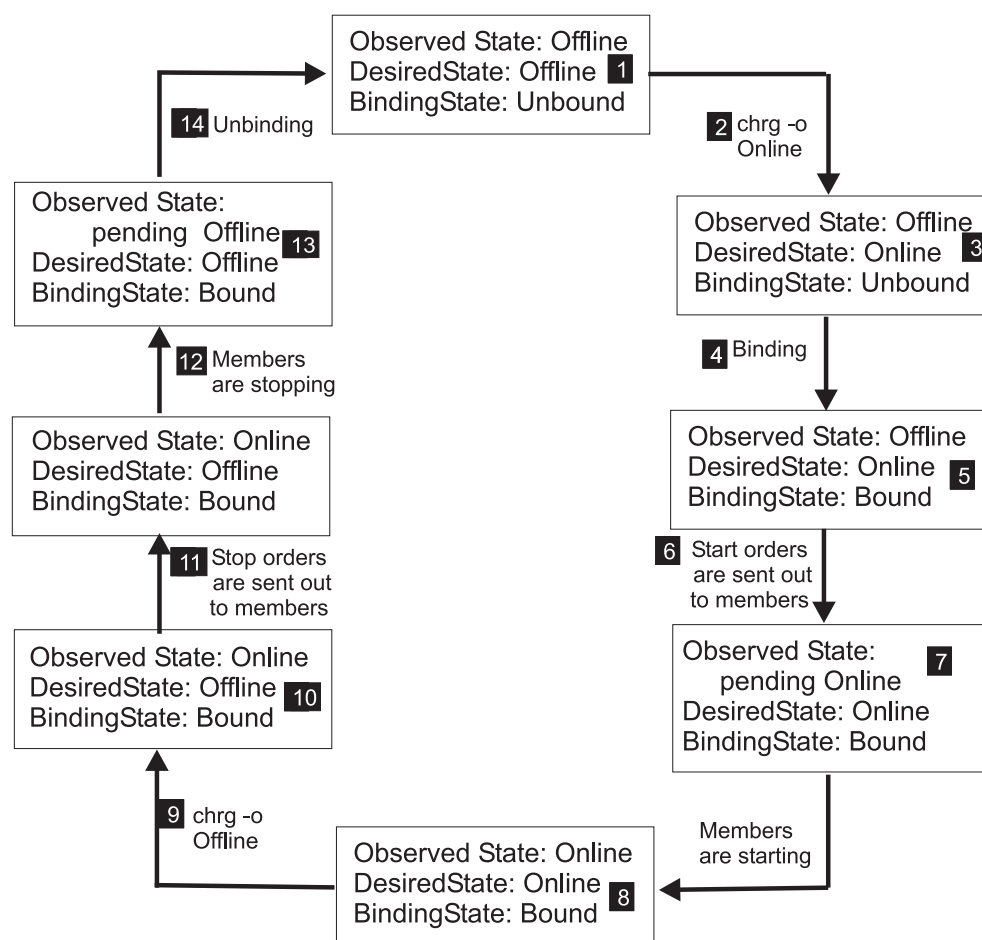 Observed State: Offline
DesiredState: Offline 1
BindingState: Unbound
2 chrg -o
Online
Observed State: Offline
DesiredState: Online 3
BindingState: Unbound
4 Binding
Observed State: Offline
DesiredState: Online 5
BindingState: Bound
6 Start orders
are sent out
to members
Observed State: 7
pending Online
DesiredState: Online
BindingState: Bound
Members
are starting
Observed State: Online
DesiredState: Online 8
BindingState: Bound
9 chrg -o
Offline
Observed State: Online
DesiredState: Offline 10
BindingState: Bound
11 Stop orders
are sent out
to members
Observed State: Online
DesiredState: Offline
BindingState: Bound
12 Members
are stopping
Observed State:
pending Offline 13
DesiredState: Offline
BindingState: Bound
14 Unbinding